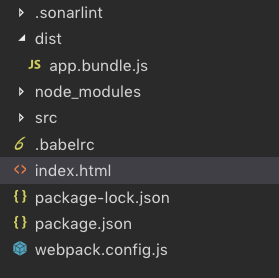 .sonarlint
dist
JS app.bundle.js
node_modules
src
.babelrc
index.html
package-lock.json
package.json
webpack.config.js